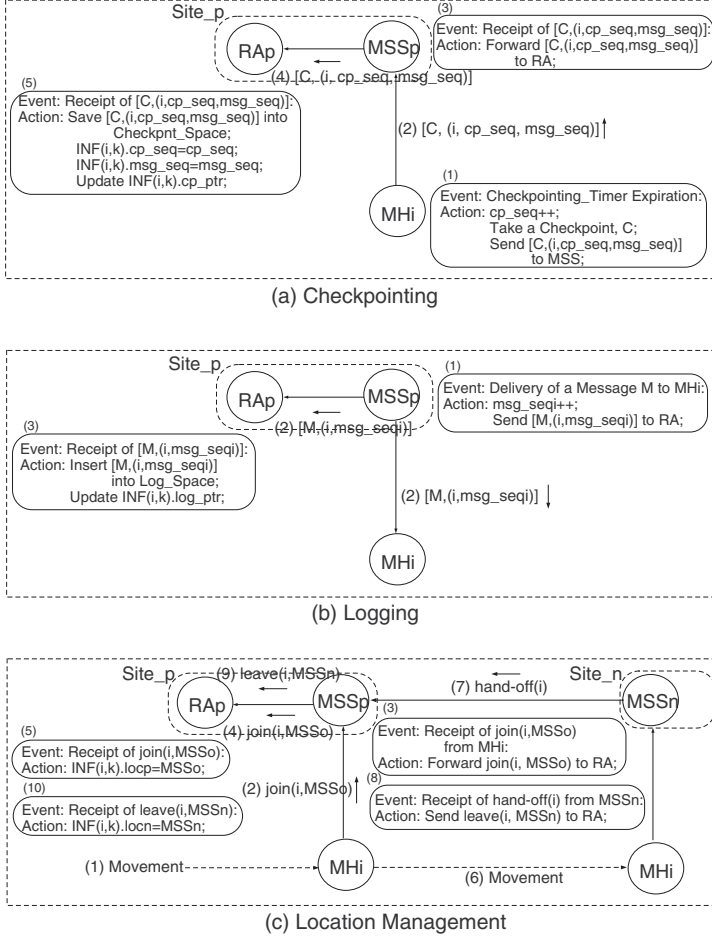 Site_p
RAp
MSSp
(3)
Event: Receipt of [C,(i,cp_seq,msg_seq)]:
Action: Forward [C,(i,cp_seq,msg_seq)]
to RA;
(4) [C, (i, cp_seq, msg_seq)]
(5)
Event: Receipt of [C,(i,cp_seq,msg_seq)]:
Action: Save [C,(i,cp_seq,msg_seq)] into
Checkpnt_Space;
INF(i,k).cp_seq=cp_seq;
INF(i,k).msg_seq=msg_seq;
Update INF(i,k).cp_ptr;
(2) [C, (i, cp_seq, msg_seq)]
MHi
(1)
Event: Checkpointing_Timer Expiration:
Action: cp_seq++;
Take a Checkpoint, C;
Send [C,(i,cp_seq,msg_seq)]
to MSS;
(a) Checkpointing
Site_p
RAp
MSSp
(1)
Event: Delivery of a Message M to MHi:
Action: msg_seqi++;
Send [M,(i,msg_seqi)] to RA;
(2) [M,(i,msg_seqi)]
(3)
Event: Receipt of [M,(i,msg_seqi)]:
Action: Insert [M,(i,msg_seqi)]
into Log_Space;
Update INF(i,k).log_ptr;
(2) [M,(i,msg_seqi)]
MHi
(b) Logging
Site_p
(9) leave(i,MSSn)
Site_n
RAp
MSSp
(7) hand-off(i)
MSSn
(4) join(i,MSSo)
(3)
Event: Receipt of join(i,MSSo)
from MHi:
Action: Forward join(i, MSSo) to RA;
(5)
Event: Receipt of join(i,MSSo):
Action: INF(i,k).locp=MSSo;
(2) join(i,MSSo)
(8)
Event: Receipt of hand-off(i) from MSSn:
Action: Send leave(i, MSSn) to RA;
(10)
Event: Receipt of leave(i,MSSn):
Action: INF(i,k).locn=MSSn;
(1) Movement
MHi
(6) Movement
MHi
(c) Location Management